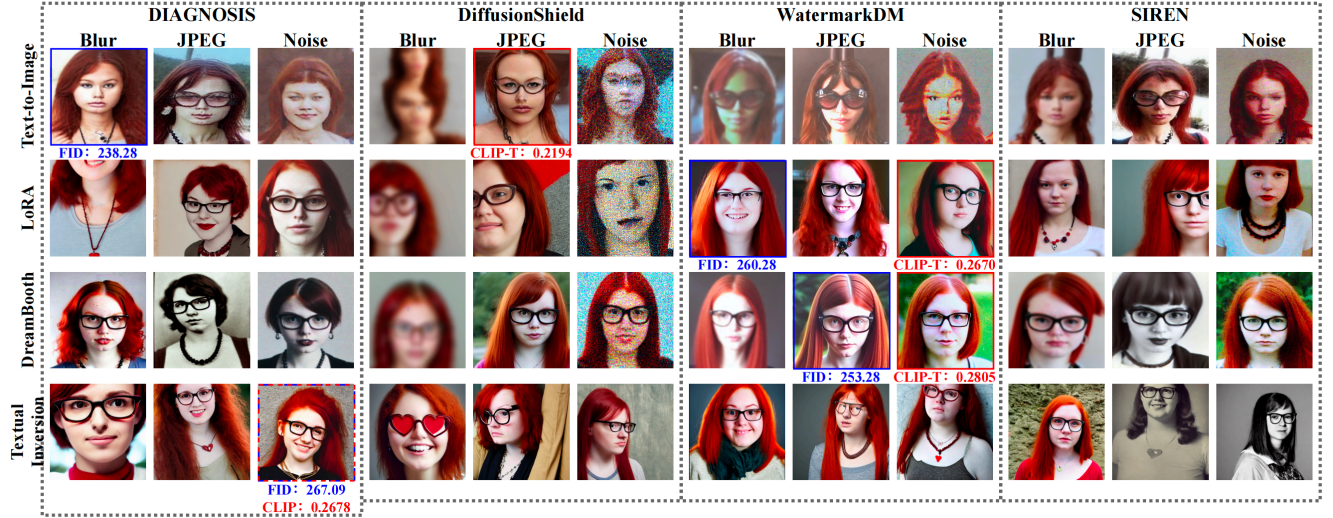 DIAGNOSIS DiffusionShield WatermarkDM SIREN
Blur JPEG Noise Blur JPEG Noise Blur JPEG Noise Blur JPEG Noise
Text-to-Image
FID: 238.28 CLIP-T: 0.2194
LoRA
FID: 260.28 CLIP-T: 0.2670
DreamBooth
FID: 253.28 CLIP-T: 0.2805
Textual
Inversion
FID: 267.09
CLIP: 0.2678